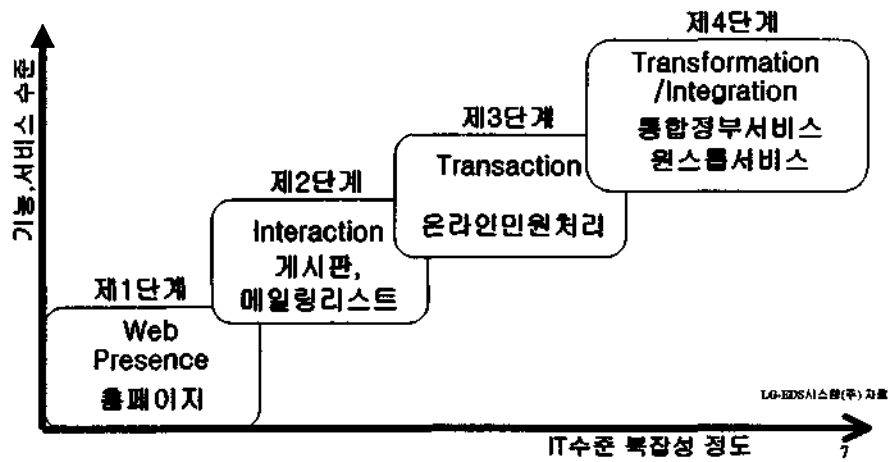 제4단계
Transformation
/Integration
통합정부서비스
원스톱서비스
제3단계
Transaction
온라인민원처리
제2단계
Interaction
게시판,
메일링리스트
제1단계
Web
Presence
홈페이지
기능,서비스 수준
LG-EDS시스템(주) 자료
IT수준 복잡성 정도
7